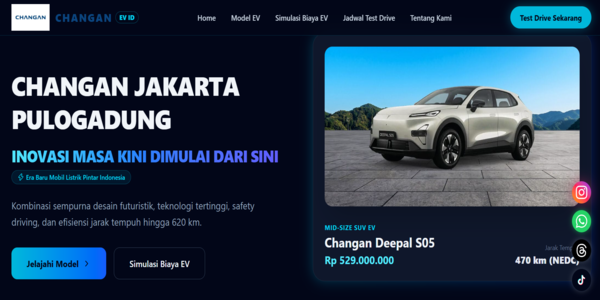 CHANGAN
CHANGAN
EV ID
Home
Model EV
Simulasi Biaya EV
Jadwal Test Drive
Tentang Kami
Test Drive Sekarang
CHANGAN JAKARTA
PULOGADUNG
INOVASI MASA KINI DIMULAI DARI SINI
Era Baru Mobil Listrik Pintar Indonesia
Kombinasi sempurna desain futuristik, teknologi tertinggi, safety
driving, dan efisiensi jarak tempuh hingga 620 km.
Jelajahi Model
Simulasi Biaya EV
MID-SIZE SUV EV
Changan Deepal S05
Rp 529.000.000
Jarak
470 km (NEDC)